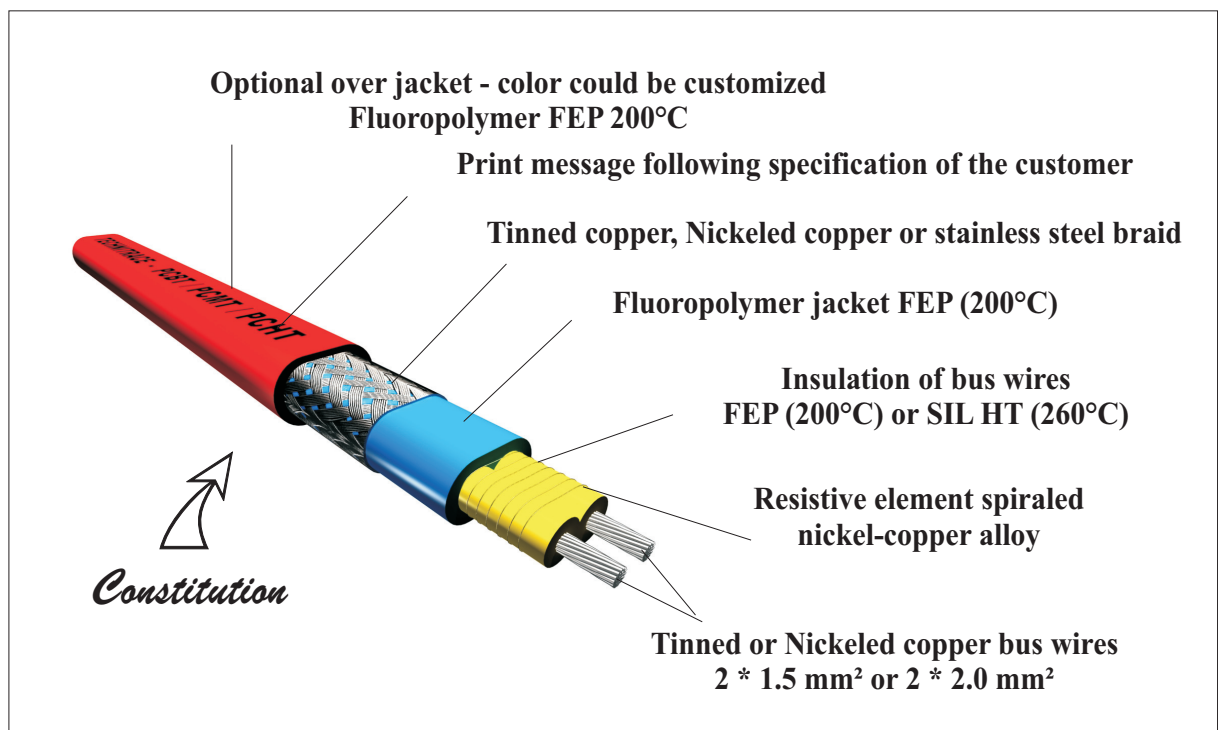 Optional over jacket - color could be customized
Fluoropolymer FEP 200°C
Print message following specification of the customer
Tinned copper, Nickeled copper or stainless steel braid
Fluoropolymer jacket FEP (200°C)
TECHNITRACE - PCBT / PCMT / PCHT
Insulation of bus wires
FEP (200°C) or SIL HT (260°C)
Resistive element spiraled
nickel-copper alloy
Constitution
Tinned or Nickeled copper bus wires
2 * 1.5 mm² or 2 * 2.0 mm²